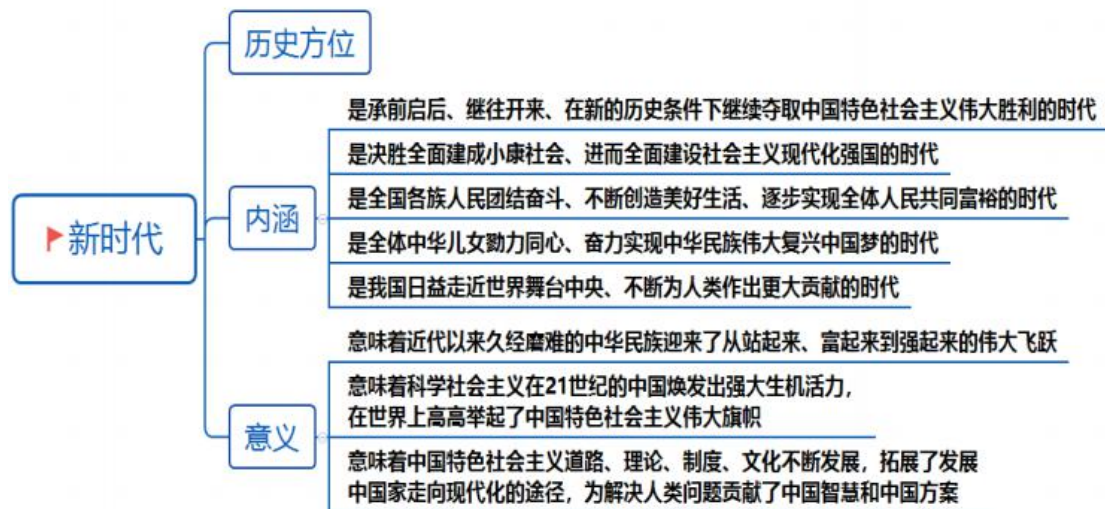 新时代
历史方位
内涵
是承前启后、继往开来、在新的历史条件下继续夺取中国特色社会主义伟大胜利的时代
是决胜全面建成小康社会、进而全面建设社会主义现代化强国的时代
是全国各族人民团结奋斗、不断创造美好生活、逐步实现全体人民共同富裕的时代
是全体中华儿女勠力同心、奋力实现中华民族伟大复兴中国梦的时代
是我国日益走近世界舞台中央、不断为人类作出更大贡献的时代
意义
意味着近代以来久经磨难的中华民族迎来了从站起来、富起来到强起来的伟大飞跃
意味着科学社会主义在21世纪的中国焕发出强大生机活力，
在世界上高高举起了中国特色社会主义伟大旗帜
意味着中国特色社会主义道路、理论、制度、文化不断发展，拓展了发展
中国家走向现代化的途径，为解决人类问题贡献了中国智慧和中国方案